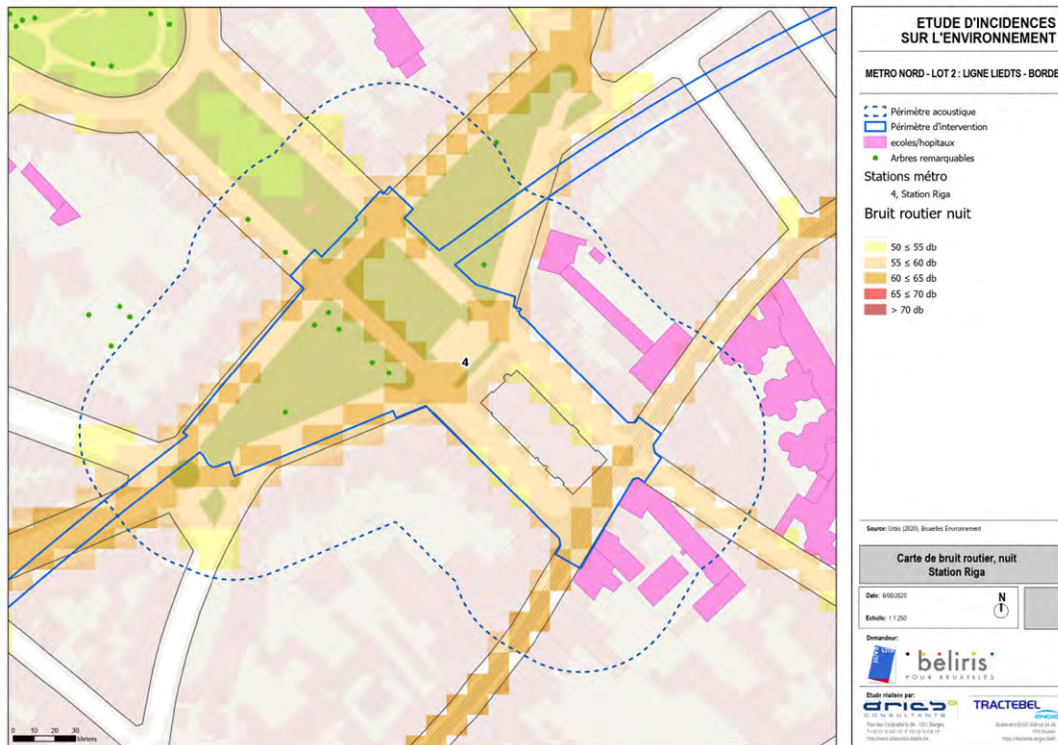 4
0 10 20 30
Meters
ETUDE D'INCIDENCES
SUR L'ENVIRONNEMENT
METRO NORD - LOT 2 : LIGNE LIEDTS - BORDE
Périmètre acoustique
Périmètre d'intervention
ecoles/hopitaux
Arbres remarquables
Stations métro
4, Station Riga
Bruit routier nuit
50 ≤ 55 db
55 ≤ 60 db
60 ≤ 65 db
65 ≤ 70 db
> 70 db
Source: Urbis (2020), Bruxelles Environnement
Carte de bruit routier, nuit
Station Riga
Date:
N
Echelle: 1:1.250
Demandeur:
beliris
POUR BRUXELLES
Etude réalisée par:
aries
CONSULTANTS
TRACTEBEL
ENGIE